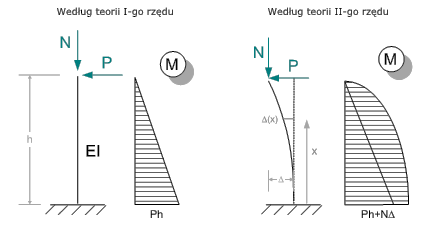 Według teorii I-go rzędu
Według teorii II-go rzędu
N
P
M
h
EI
Ph
N
P
M
Δ(x)
x
Δ
Ph+NΔ